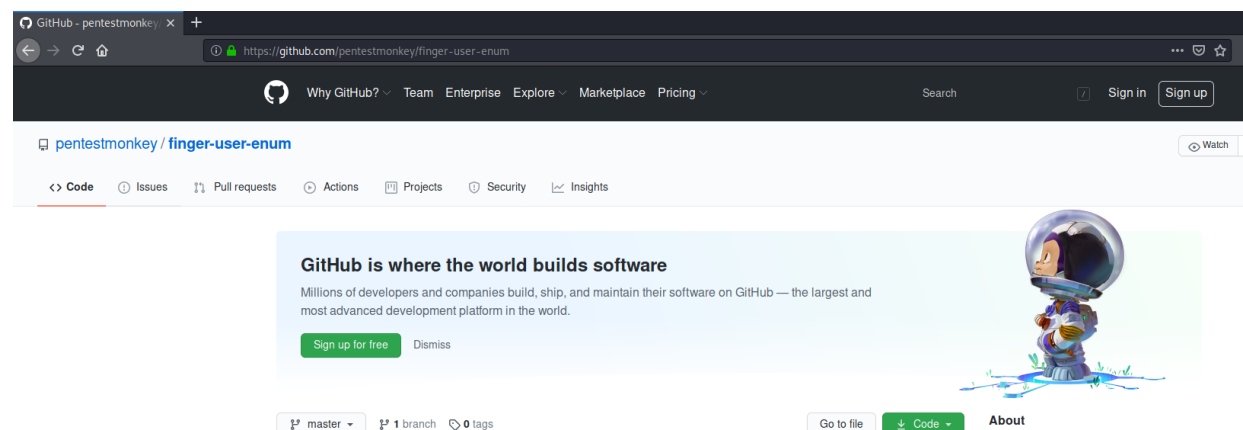 GitHub - pentestmonkey/
https://github.com/pentestmonkey/finger-user-enum
Why GitHub? Team Enterprise Explore Marketplace Pricing Search / Sign in Sign up
pentestmonkey / finger-user-enum Watch
<> Code Issues Pull requests Actions Projects Security Insights
GitHub is where the world builds software
Millions of developers and companies build, ship, and maintain their software on GitHub — the largest and
most advanced development platform in the world.
Sign up for free Dismiss
master 1 branch 0 tags Go to file Code About